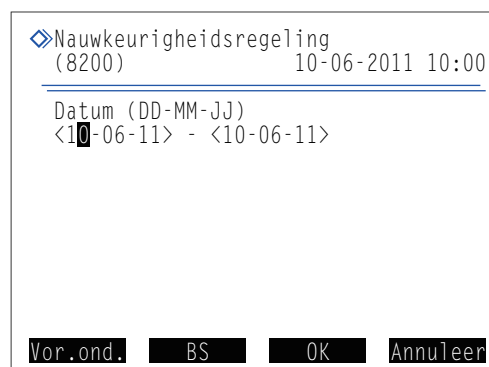 Nauwkeurigheidsregeling
(8200) 10-06-2011 10:00
Datum (DD-MM-JJ)
<10-06-11> - <10-06-11>
Vor.ond. BS OK Annuleer